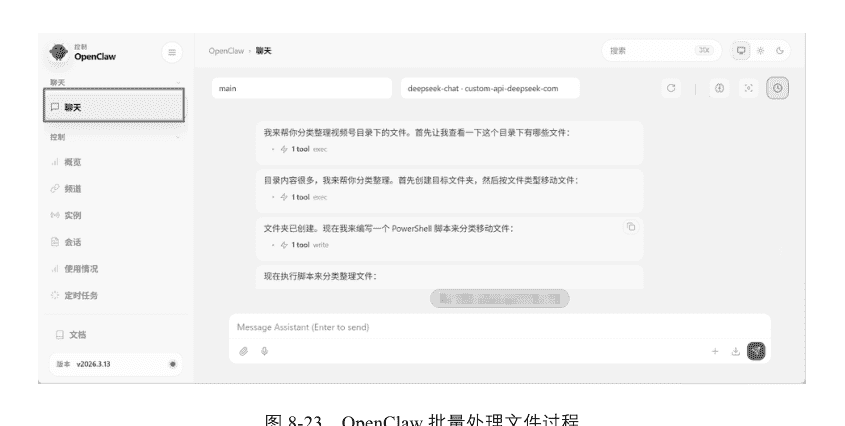 控制
OpenClaw
OpenClaw › 聊天
搜索
⌘K
聊天
聊天
main
deepseek-chat · custom-api-deepseek-com
控制
概览
频道
实例
会话
使用情况
定时任务
文档
版本 v2026.3.13
我来帮你分类整理视频号目录下的文件。首先让我查看一下这个目录下有哪些文件：
1 tool exec
目录内容很多，我来帮你分类整理。首先创建目标文件夹，然后按文件类型移动文件：
1 tool exec
文件夹已创建。现在我来编写一个 PowerShell 脚本来分类移动文件：
1 tool write
现在执行脚本来分类整理文件：
Message Assistant (Enter to send)
图 8-23 OpenClaw 批量处理文件过程